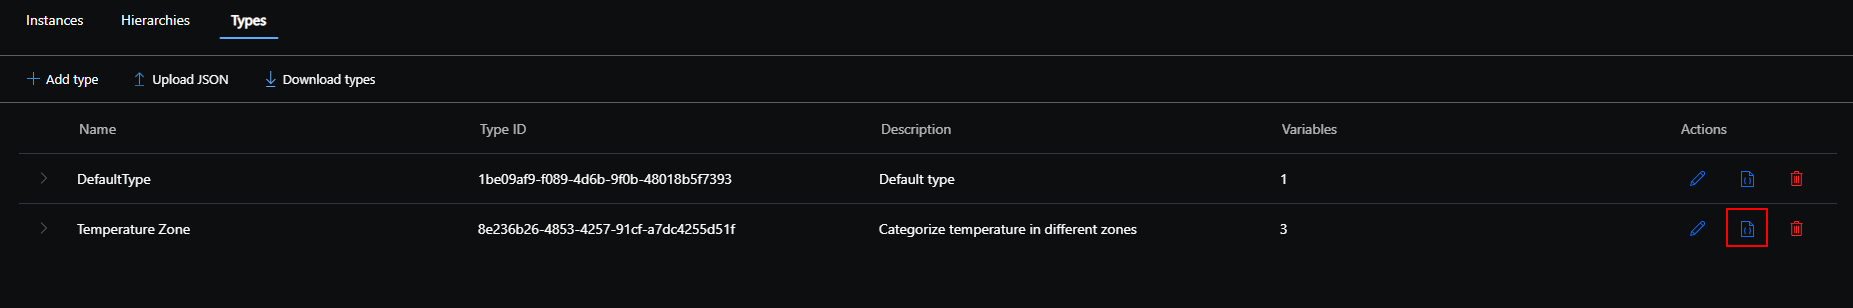 Instances Hierarchies Types
Add type Upload JSON Download types
Name Type ID Description Variables Actions
DefaultType 1be09af9-f089-4d6b-9f0b-48018b5f7393 Default type 1
Temperature Zone 8e236b26-4853-4257-91cf-a7dc4255d51f Categorize temperature in different zones 3